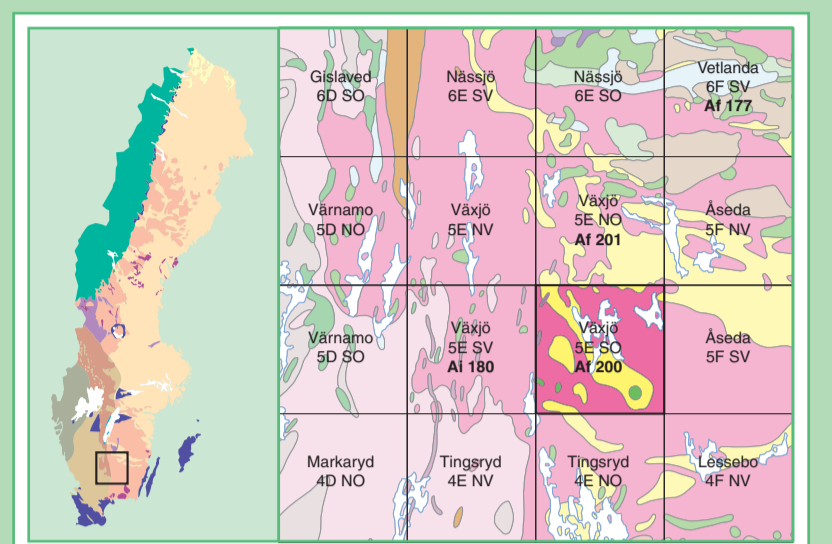 Gislaved
6D SO
Nässjö
6E SV
Nässjö
6E SO
Vetlanda
6F SV
Af 177
Värnamo
5D NO
Växjö
5E NV
Växjö
5E NO
Af 201
Åseda
5F NV
Värnamo
5D SO
Växjö
5E SV
Ai 180
Växjö
5E SO
Af 200
Åseda
5F SV
Markaryd
4D NO
Tingsryd
4E NV
Tingsryd
4E NO
Lessebo
4F NV